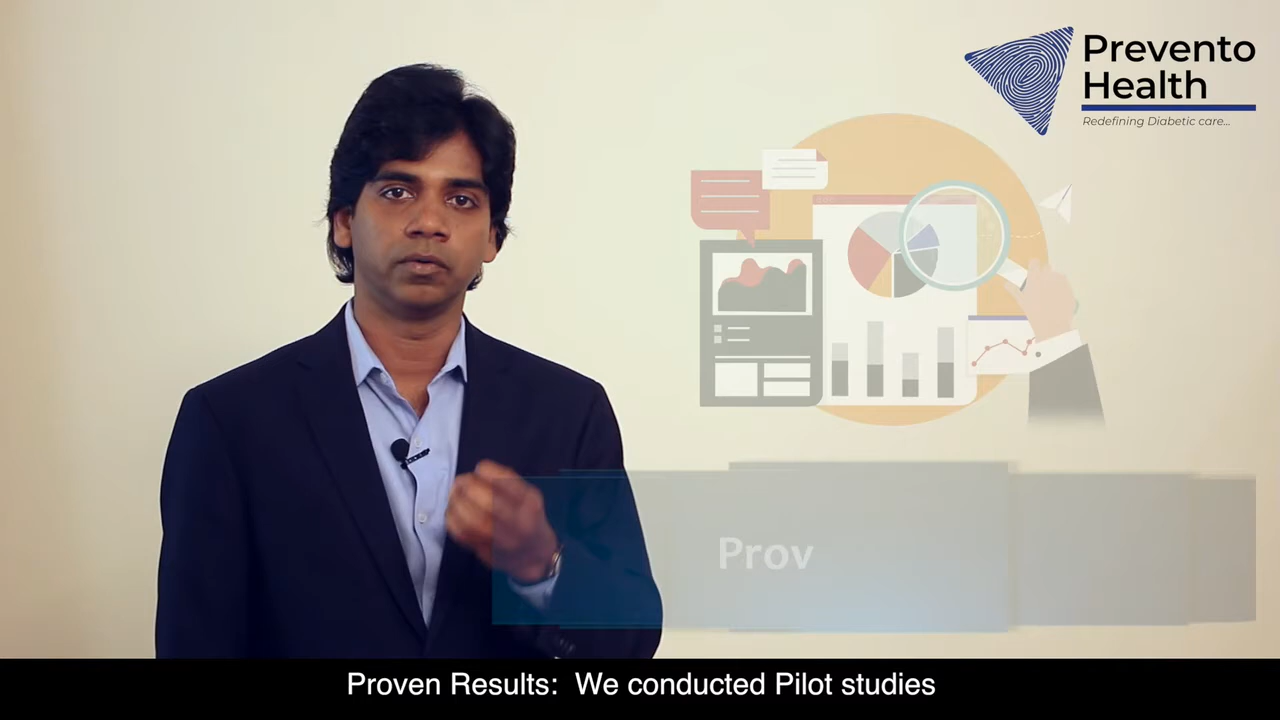 Prevento
Health
Redefining Diabetic care...
Prov
Proven Results:  We conducted Pilot studies